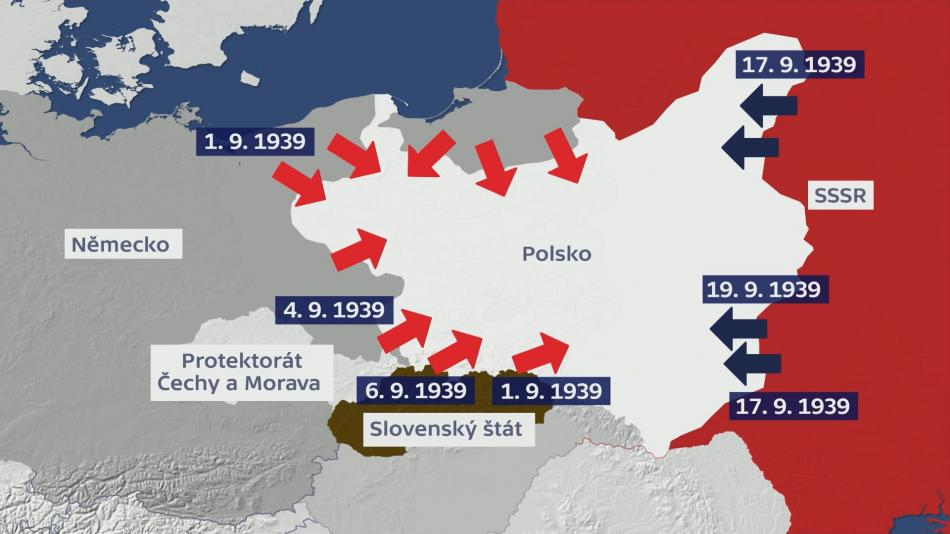 17. 9. 1939
1. 9. 1939
SSSR
Německo
Polsko
19. 9. 1939
4. 9. 1939
Protektorát
Čechy a Morava
6. 9. 1939
1. 9. 1939
17. 9. 1939
Slovenský štát